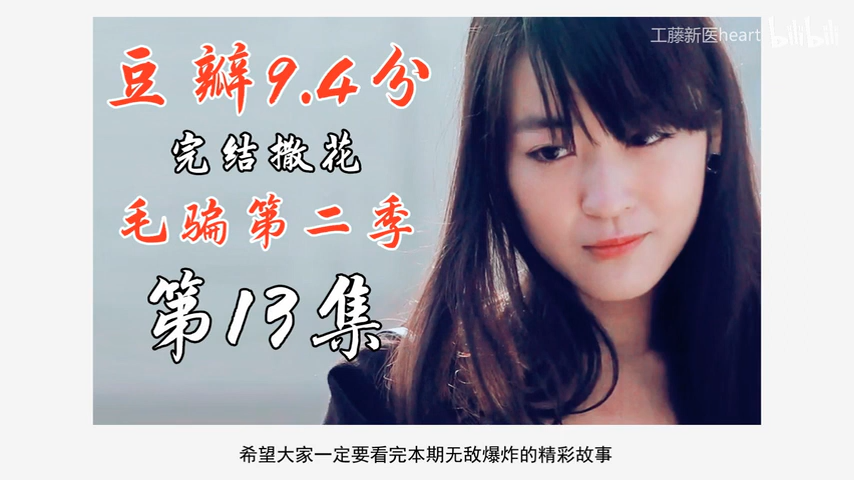 工藤新医heart
bilibili
豆瓣9.4分
完结撒花
毛骗第二季
第13集
希望大家一定要看完本期无敌爆炸的精彩故事